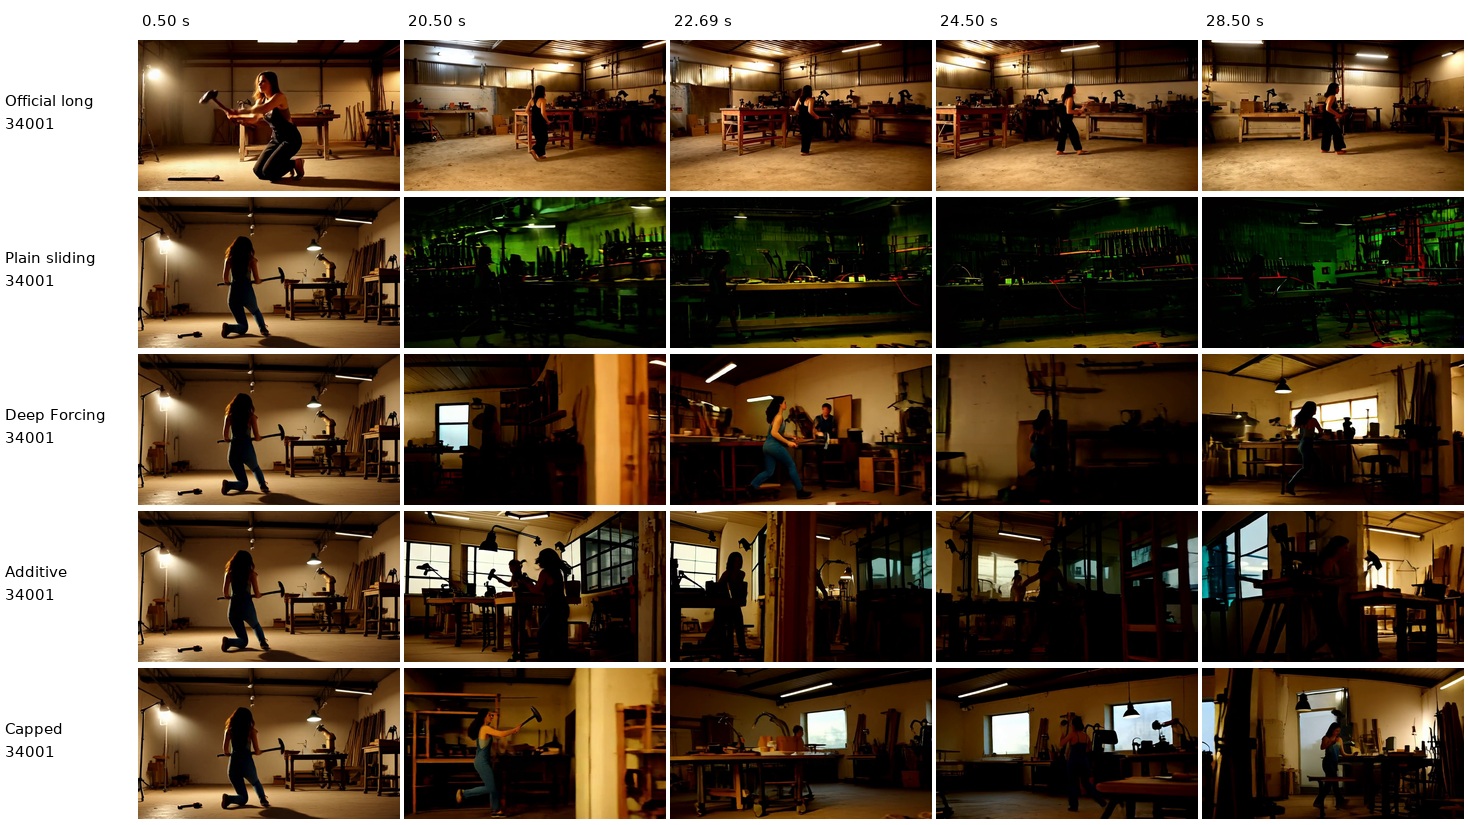 0.50 s 20.50 s 22.69 s 24.50 s 28.50 s
Official long
34001
Plain sliding
34001
Deep Forcing
34001
Additive
34001
Capped
34001